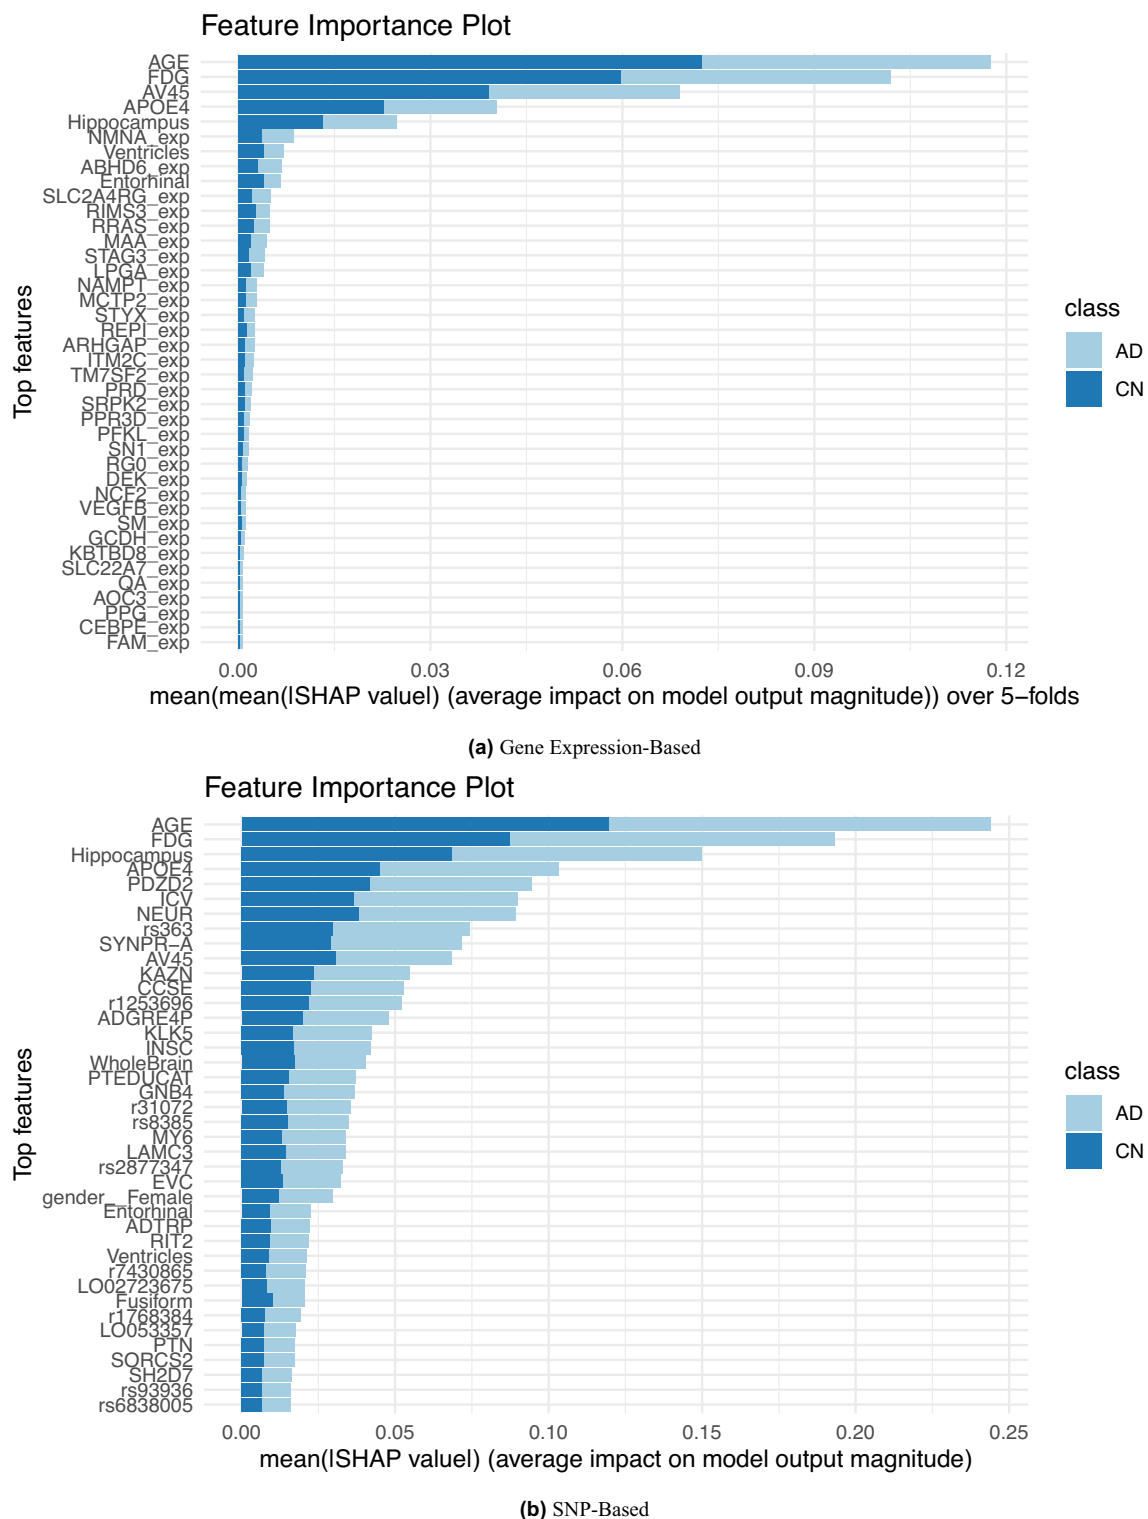 Feature Importance Plot
AGE
FDG
AV45
APOE4
Hippocampus
NMNA_exp
Ventricles
ABHD6_exp
Entorhinal
SLC2A4RG_exp
RIMS3_exp
RRAS_exp
MAA_exp
STAG3_exp
LPGA_exp
NAMPT_exp
MCTP2_exp
STYX_exp
REPI_exp
ARHGAP_exp
ITM2C_exp
TM7SF2_exp
PRD_exp
SRPK2_exp
PPR3D_exp
PFKL_exp
SN1_exp
RG0_exp
DEK_exp
NCF2_exp
VEGFB_exp
SM_exp
GCDH_exp
KBTBD8_exp
SLC22A7_exp
QA_exp
AOC3_exp
PPG_exp
CEBPE_exp
FAM_exp
Top features
0.00 0.03 0.06 0.09 0.12
mean(mean(|SHAP value|) (average impact on model output magnitude)) over 5−folds
class
AD
CN
(a) Gene Expression-Based
Feature Importance Plot
AGE
FDG
Hippocampus
APOE4
PDZD2
ICV
NEUR
rs363
SYNPR−A
AV45
KAZN
CCSE
r1253696
ADGRE4P
KLK5
INSC
WholeBrain
PTEDUCAT
GNB4
r31072
rs8385
MY6
LAMC3
rs2877347
EVC
gender__Female
Entorhinal
ADTRP
RIT2
Ventricles
r7430865
LO02723675
Fusiform
r1768384
LO053357
PTN
SORCS2
SH2D7
rs93936
rs6838005
Top features
0.00 0.05 0.10 0.15 0.20 0.25
mean(|SHAP value|) (average impact on model output magnitude)
class
AD
CN
(b) SNP-Based